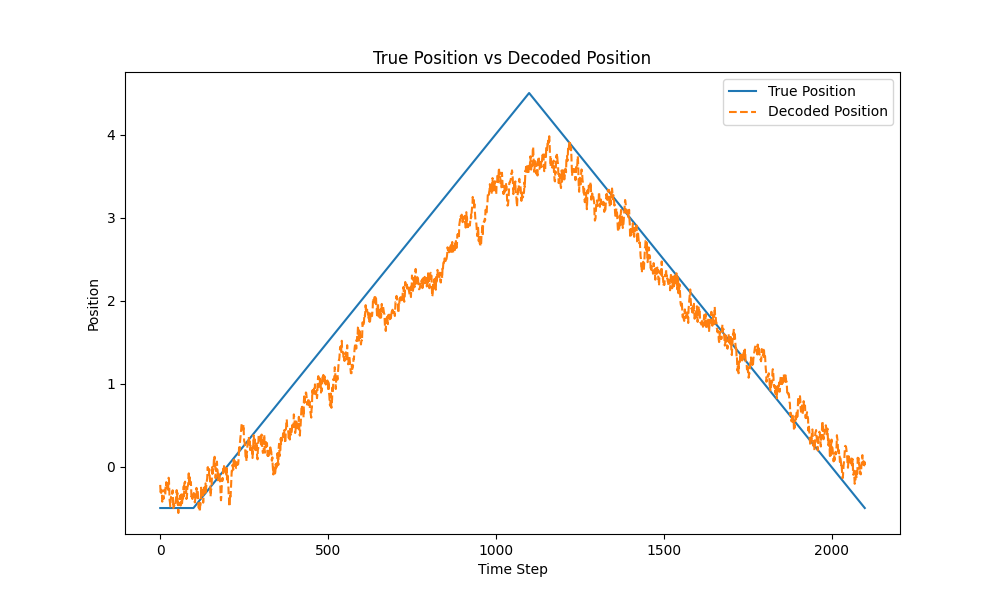 True Position vs Decoded Position
True Position
Decoded Position
4
3
2
1
0
Position
0 500 1000 1500 2000
Time Step